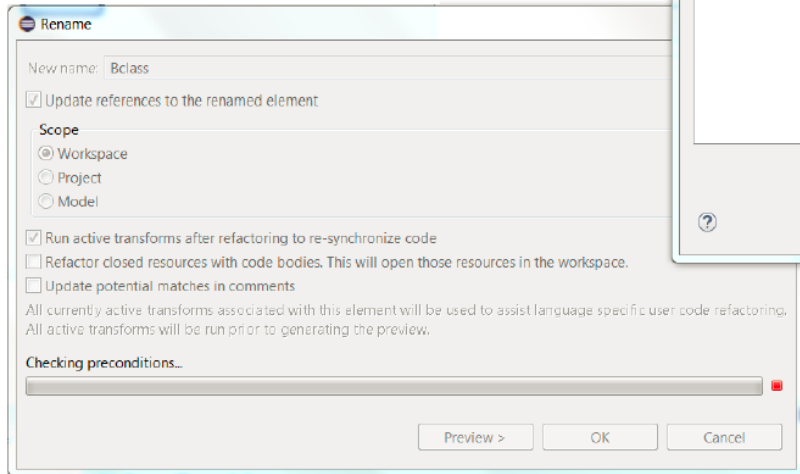 Rename
New name: Bclass
Update references to the renamed element
Scope
Workspace
Project
Model
Run active transforms after refactoring to re-synchronize code
Refactor closed resources with code bodies. This will open those resources in the workspace.
Update potential matches in comments
All currently active transforms associated with this element will be used to assist language specific user code refactoring.
All active transforms will be run prior to generating the preview.
Checking preconditions...
Preview > OK Cancel
?